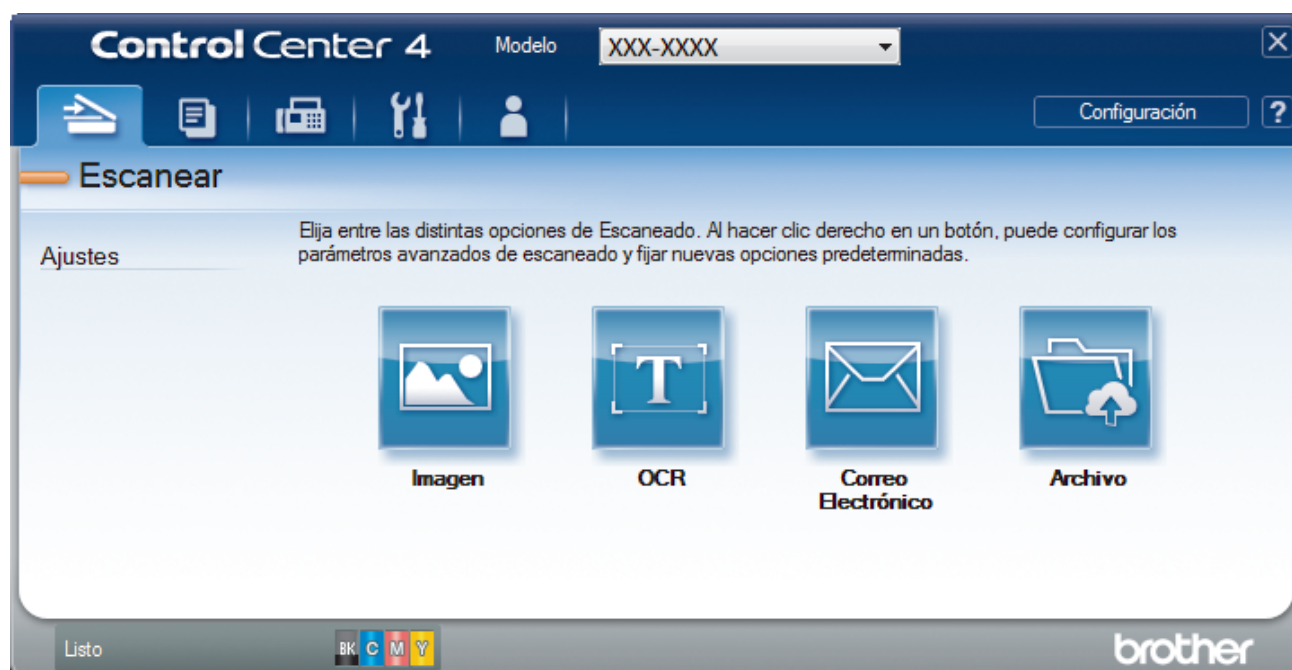 Control Center 4
Modelo
XXX-XXXX
Configuración
?
Escanear
Ajustes
Elija entre las distintas opciones de Escaneado. Al hacer clic derecho en un botón, puede configurar los
parámetros avanzados de escaneado y fijar nuevas opciones predeterminadas.
T
Imagen
OCR
Correo
Electrónico
Archivo
Listo
BK C M Y
brother